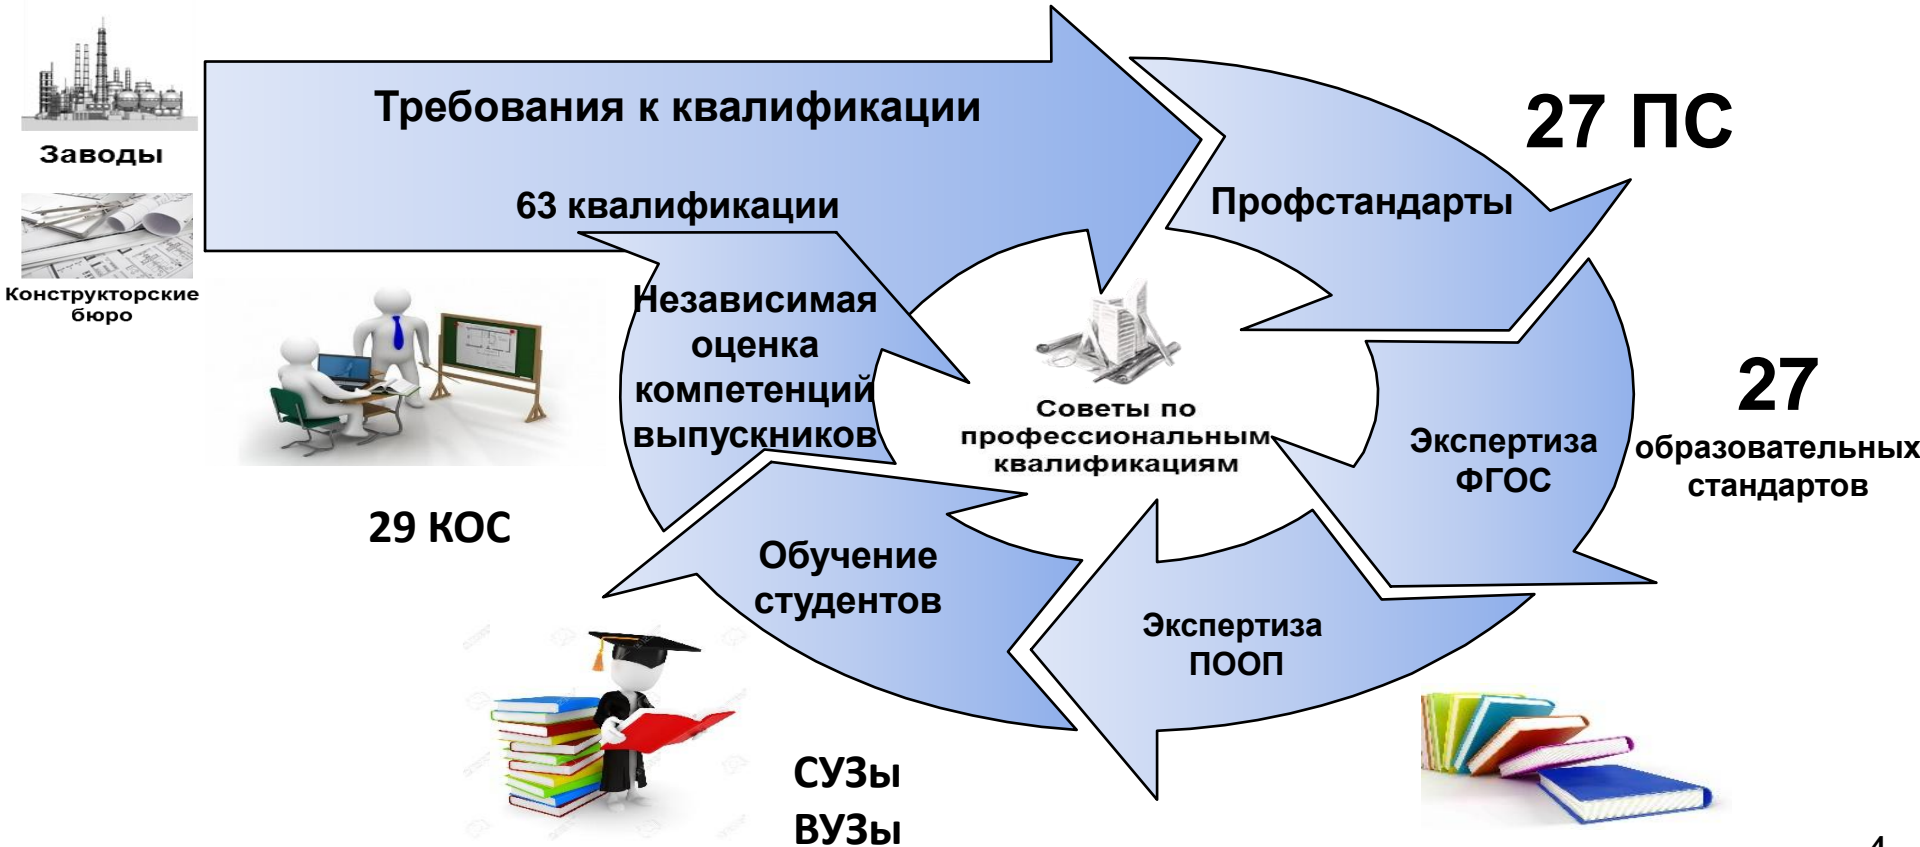 Требования к квалификации
63 квалификации
Заводы
Конструкторские
бюро
27 ПС
Профстандарты
Независимая
оценка
компетенций
выпускников
Советы по
профессиональным
квалификациям
Экспертиза
ФГОС
27
образовательных
стандартов
29 КОС
Обучение
студентов
Экспертиза
ПООП
СУЗы
ВУЗы
4